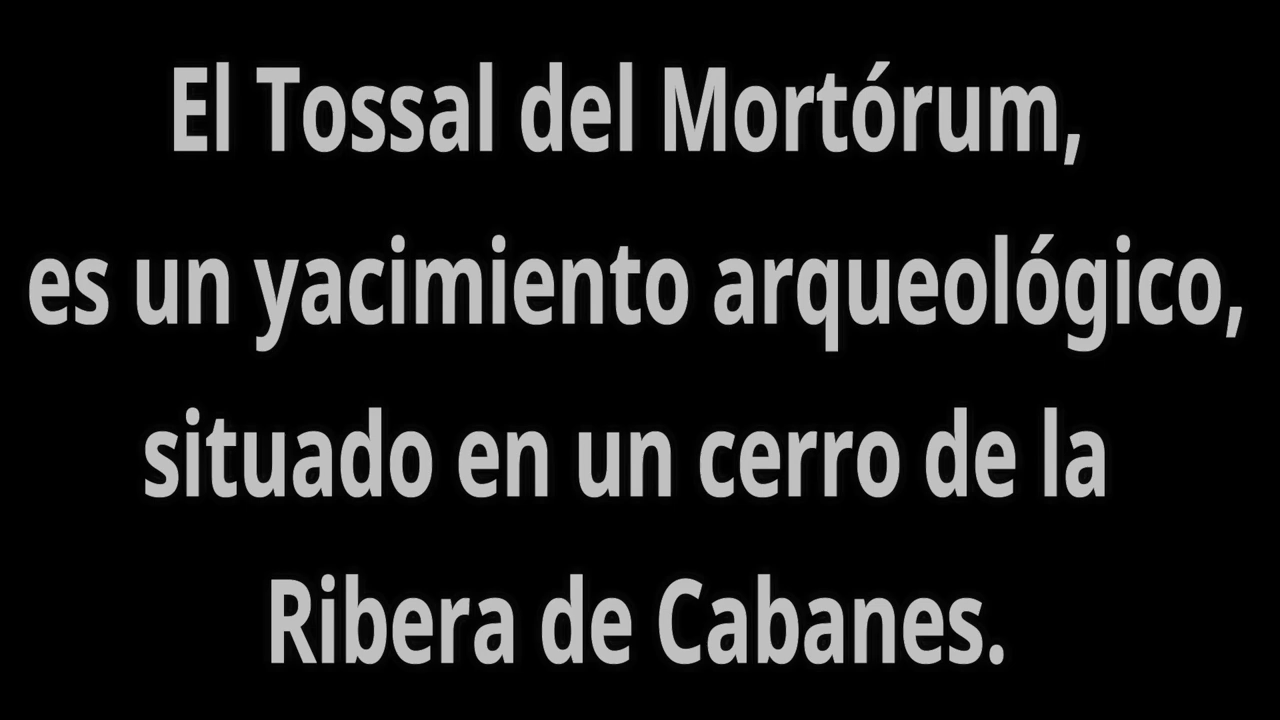 El Tossal del Mortórum,
es un yacimiento arqueológico,
situado en un cerro de la
Ribera de Cabanes.